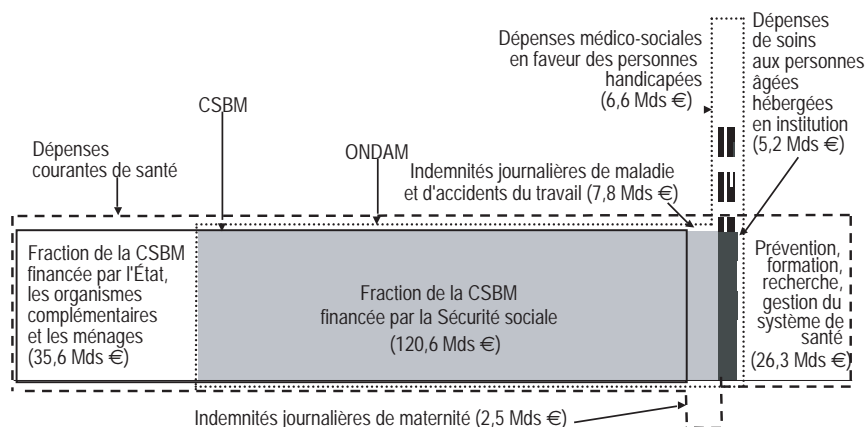 Dépenses médico-sociales
en faveur des personnes
handicapées
(6,6 Mds €)
Dépenses
de soins
aux personnes
âgées
hébergées
en institution
(5,2 Mds €)
CSBM
ONDAM
Dépenses
courantes de santé
Indemnités journalières de maladie
et d'accidents du travail (7,8 Mds €)
Fraction de la CSBM
financée par l'État,
les organismes
complémentaires
et les ménages
(35,6 Mds €)
Fraction de la CSBM
financée par la Sécurité sociale
(120,6 Mds €)
Prévention,
formation,
recherche,
gestion du
système de
santé
(26,3 Mds €)
Indemnités journalières de maternité (2,5 Mds €)